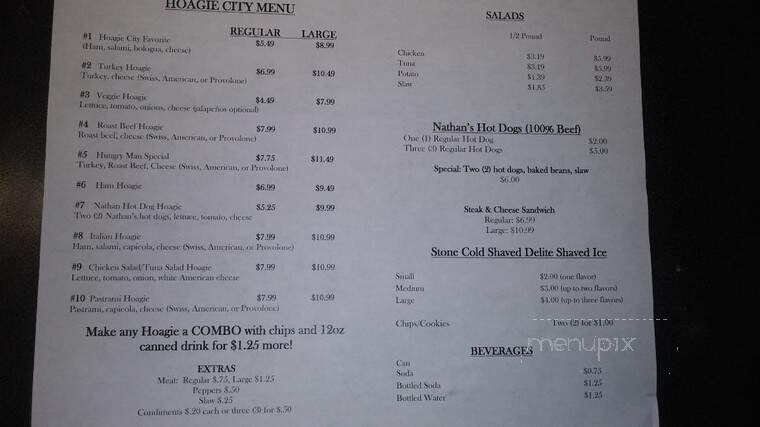 HOAGIE CITY MENU
REGULAR LARGE
#1 Hoagie City Favorite $5.49 $8.99
(Ham, salami, bologna, cheese)
#2 Turkey Hoagie $6.99 $10.49
Turkey, cheese (Swiss, American, or Provolone)
#3 Veggie Hoagie $4.49 $7.99
Lettuce, tomato, onions, cheese (jalapeños optional)
#4 Roast Beef Hoagie $7.99 $10.99
Roast beef, cheese (Swiss, American, or Provolone)
#5 Hungry Man Special $7.75 $11.49
Turkey, Roast Beef, Cheese (Swiss, American, or Provolone)
#6 Ham Hoagie $6.99 $9.49
#7 Nathan Hot Dog Hoagie $5.25 $9.99
Two (2) Nathan's hot dogs, lettuce, tomato, cheese
#8 Italian Hoagie $7.99 $10.99
Ham, salami, capicola, cheese (Swiss, American, or Provolone)
#9 Chicken Salad/Tuna Salad Hoagie $7.99 $10.99
Lettuce, tomato, onion, white American cheese
#10 Pastrami Hoagie $7.99 $10.99
Pastrami, capicola, cheese (Swiss, American or Provolone)
Make any Hoagie a COMBO with chips and 12oz
canned drink for $1.25 more!
EXTRAS
Meat: Regular $.75, Large $1.25
Peppers $.50
Slaw $.25
Condiments $.20 each or three (3) for $.50
SALADS
1/2 Pound Pound
Chicken $3.19 $5.99
Tuna $3.19 $5.99
Potato $1.39 $2.39
Slaw $1.85 $3.59
Nathan's Hot Dogs (100% Beef)
One (1) Regular Hot Dog $2.00
Three (3) Regular Hot Dogs $5.00
Special: Two (2) hot dogs, baked beans, slaw
$6.00
Steak & Cheese Sandwich
Regular: $6.99
Large: $10.99
Stone Cold Shaved Delite Shaved Ice
Small $2.00 (one flavor)
Medium $3.00 (up to two flavors)
Large $4.00 (up to three flavors)
Chips/Cookies Two (2) for $1.00
menupix
BEVERAGES
Can
Soda $0.75
Bottled Soda $1.25
Bottled Water $1.25